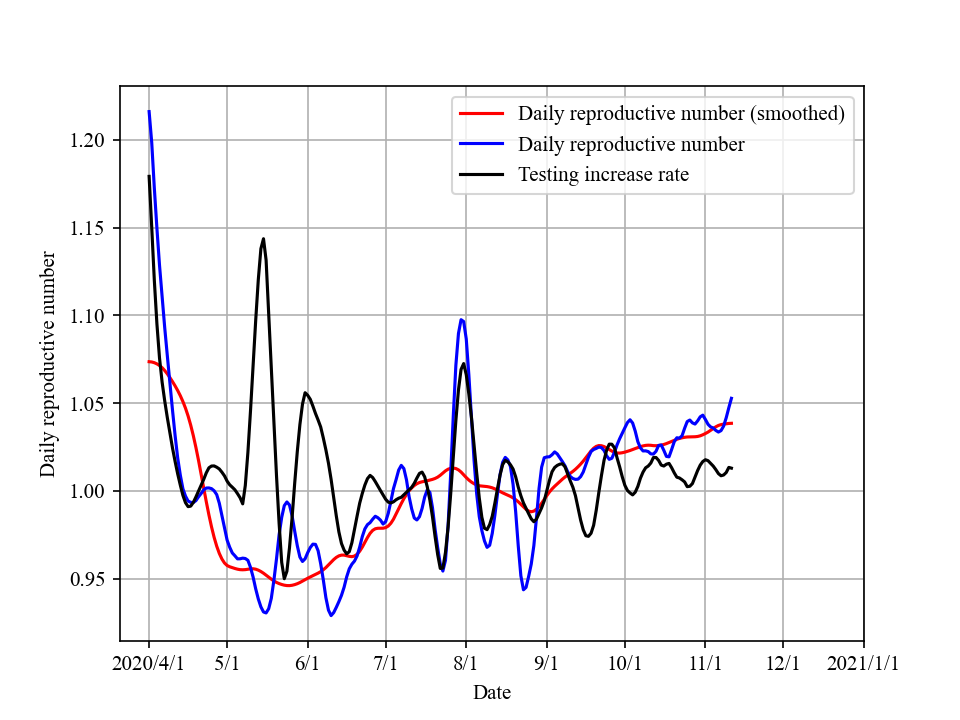 Daily reproductive number (smoothed)
Daily reproductive number
Testing increase rate
1.20
1.15
1.10
1.05
1.00
0.95
Daily reproductive number
2020/4/1 5/1 6/1 7/1 8/1 9/1 10/1 11/1 12/1 2021/1/1
Date